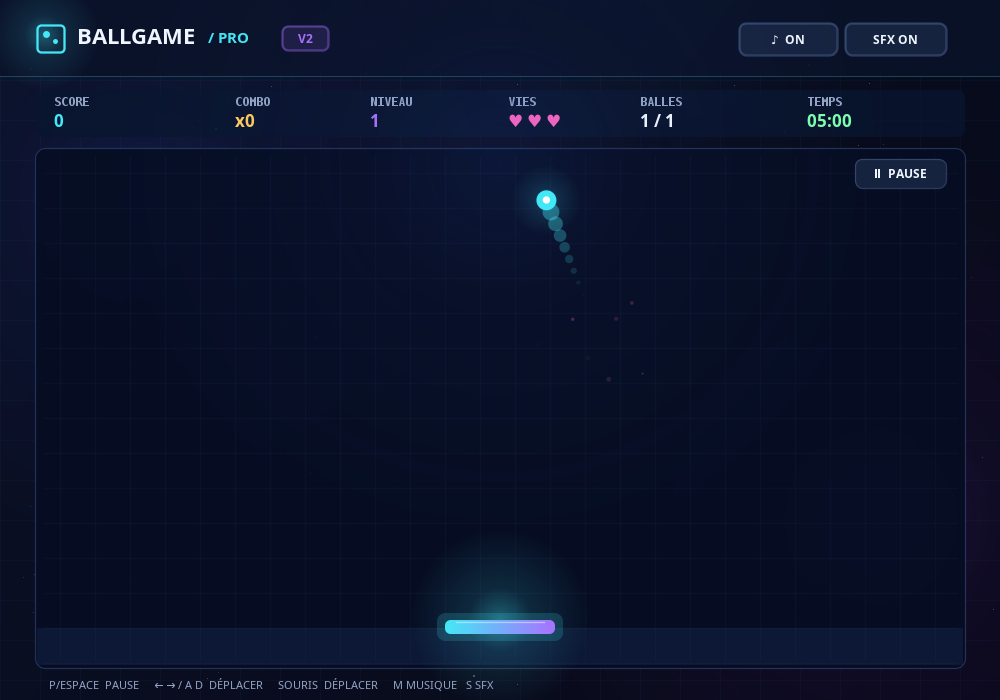 BALLGAME / PRO V2 ♪ ON SFX ON
SCORE COMBO NIVEAU VIES BALLES TEMPS
0 x0 1 ♥ ♥ ♥ 1 / 1 05:00
⏸ PAUSE
P/ESPACE PAUSE ←→/ A D DÉPLACER SOURIS DÉPLACER M MUSIQUE S SFX